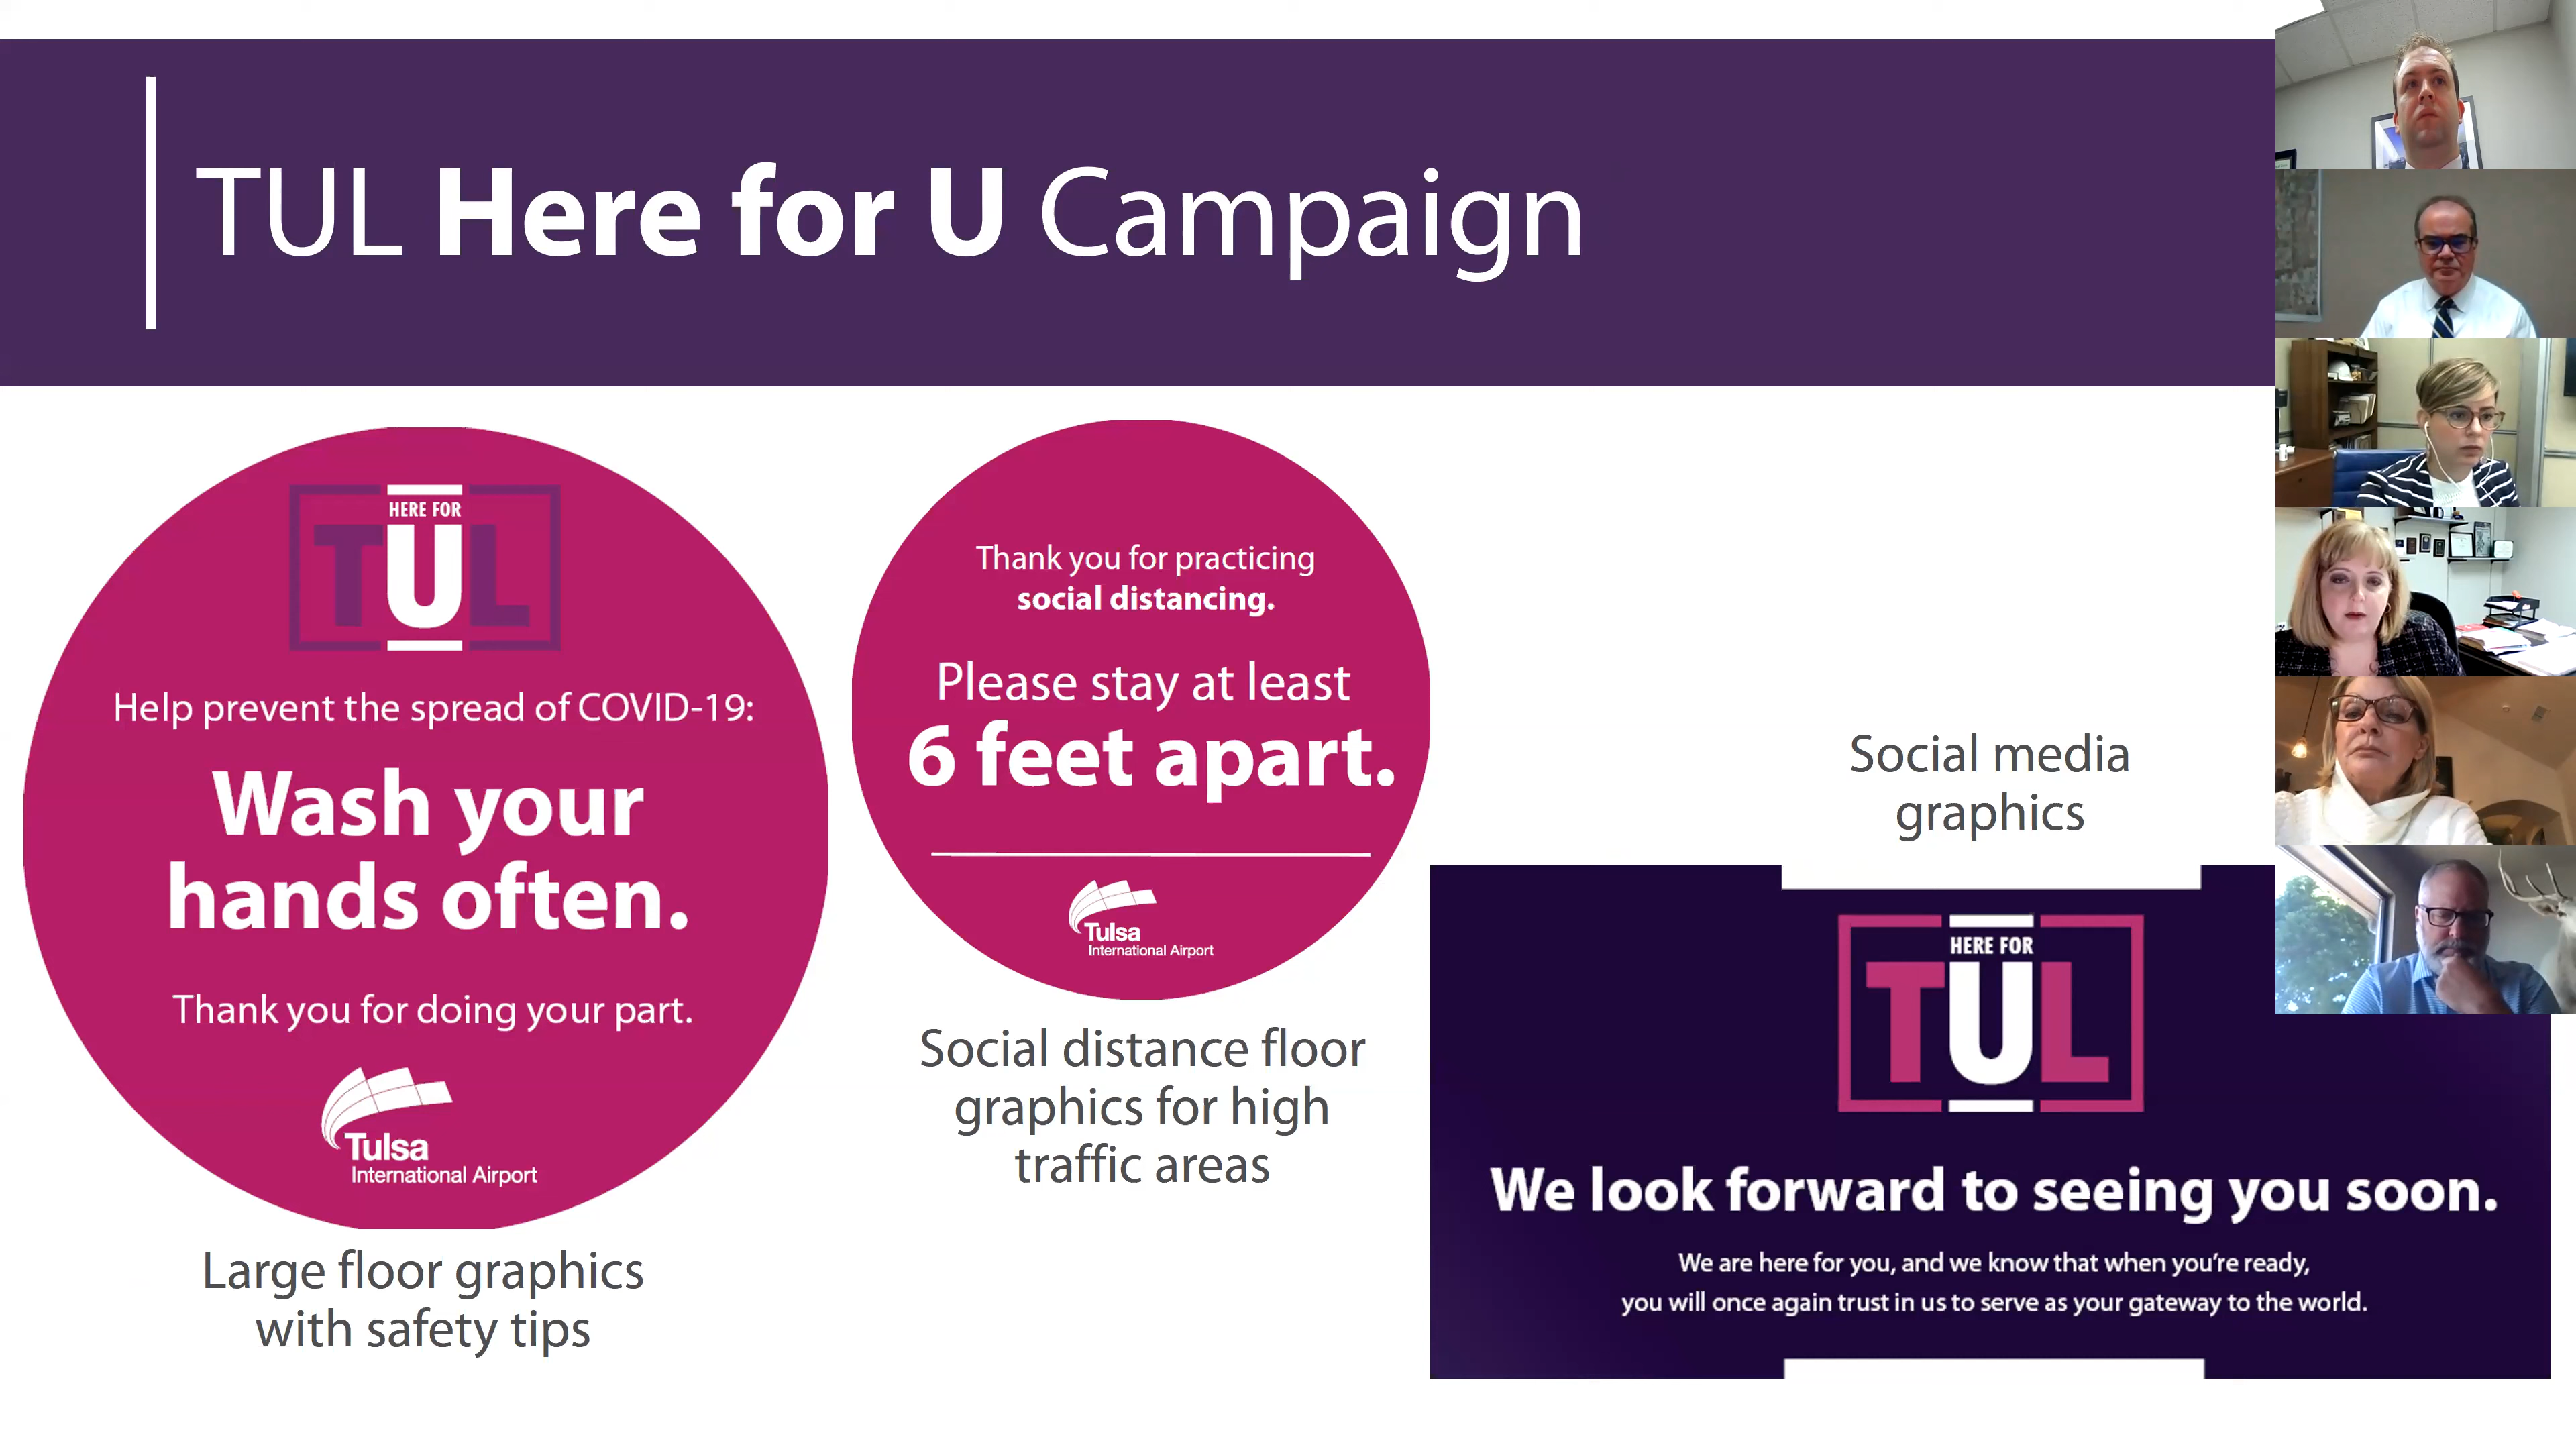 TUL Here for U Campaign
HERE FOR
TUL
Help prevent the spread of COVID-19:
Wash your
hands often.
Thank you for doing your part.
Tulsa
International Airport
Large floor graphics
with safety tips
Thank you for practicing
social distancing.
Please stay at least
6 feet apart.
Tulsa
International Airport
Social distance floor
graphics for high
traffic areas
Social media
graphics
HERE FOR
TUL
We look forward to seeing you soon.
We are here for you, and we know that when you're ready,
you will once again trust in us to serve as your gateway to the world.